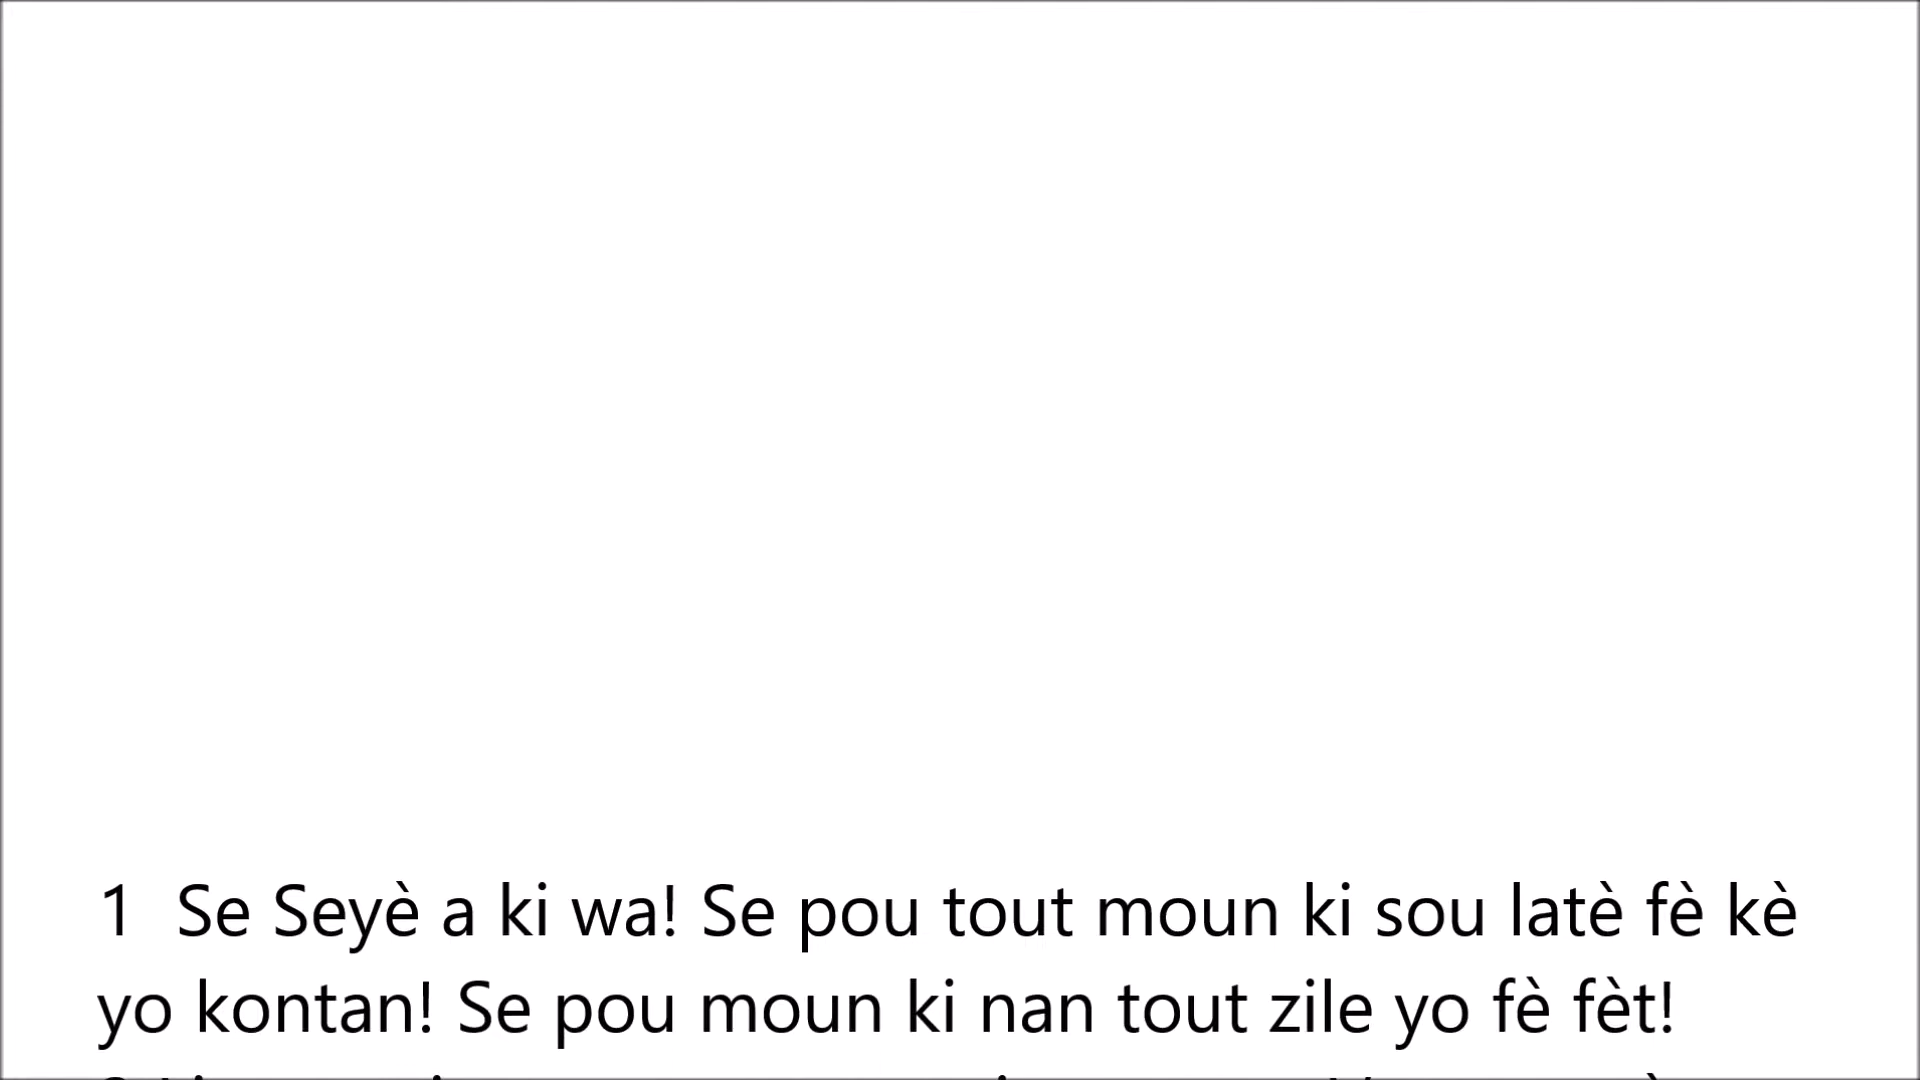 1  Se Seyè a ki wa! Se pou tout moun ki sou latè fè kè
yo kontan! Se pou moun ki nan tout zile yo fè fèt!